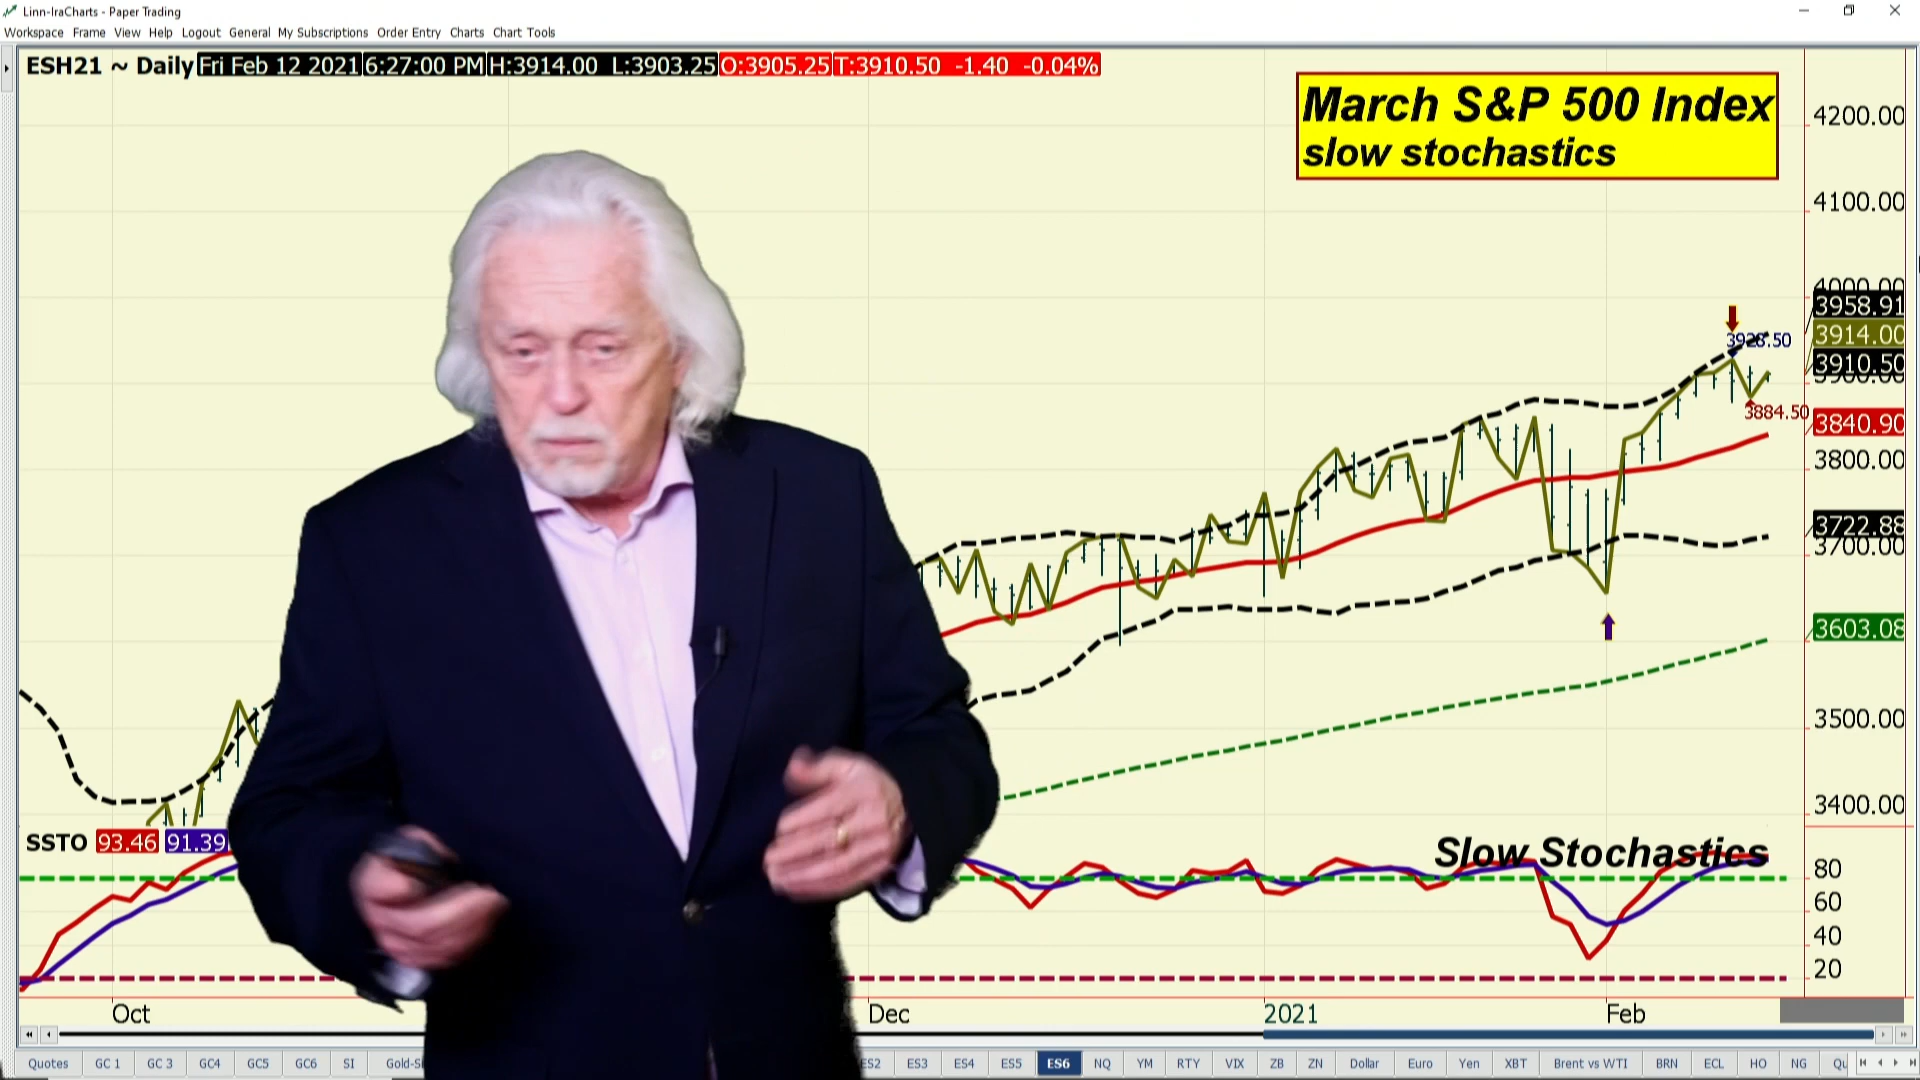 Linn-IraCharts - Paper Trading
Workspace Frame View Help Logout General My Subscriptions Order Entry Charts Chart Tools
ESH21 ~ Daily Fri Feb 12 2021 6:27:00 PM H:3914.00 L:3903.25 O:3905.25 T:3910.50 -1.40 -0.04%
March S&P 500 Index
slow stochastics
4200.00
4100.00
4000.00
3958.91
3928.50
3914.00
3910.50
3900.00
3884.50
3840.90
3800.00
3722.88
3700.00
3603.08
3500.00
3400.00
SSTO 93.46 91.39
Slow Stochastics
80
60
40
20
Oct Dec 2021 Feb
Quotes GC 1 GC 3 GC4 GC5 GC6 SI ES2 ES3 ES4 ES5 ES6 NQ YM RTY VIX ZB ZN Dollar Euro Yen XBT Brent vs WTI BRN ECL HO NG